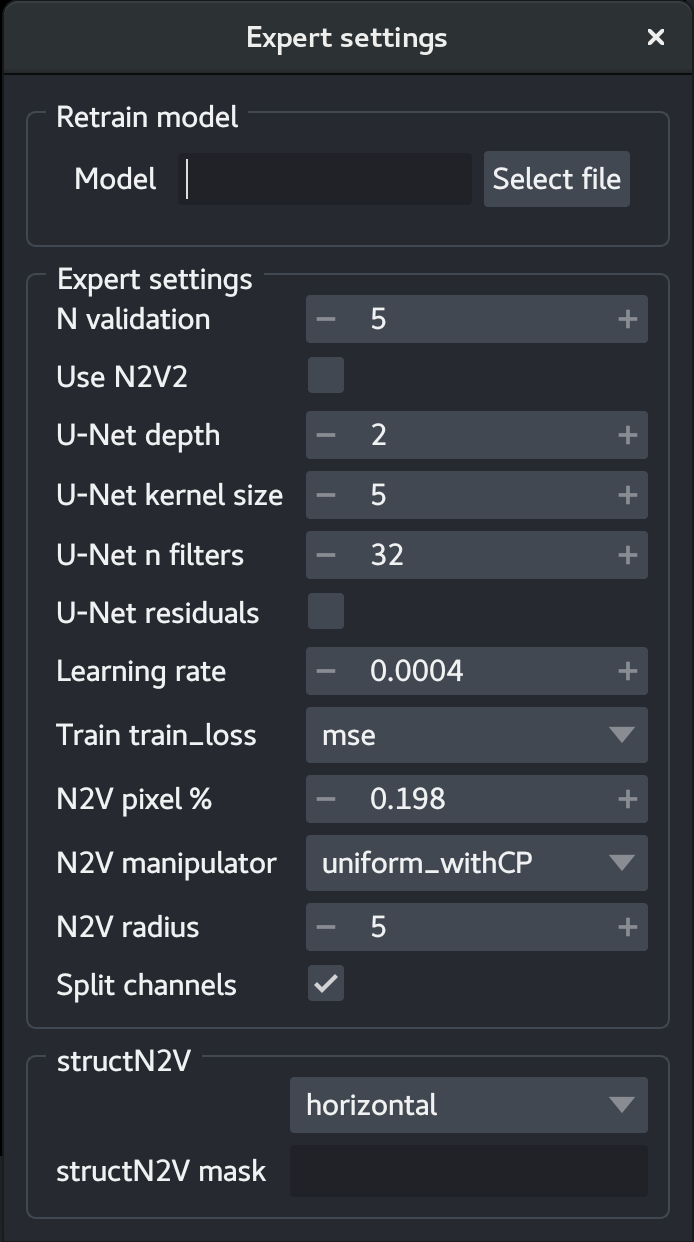 Expert settings ×
Retrain model
Model Select file
Expert settings
N validation − 5 +
Use N2V2
U-Net depth − 2 +
U-Net kernel size − 5 +
U-Net n filters − 32 +
U-Net residuals
Learning rate − 0.0004 +
Train train_loss mse
N2V pixel % − 0.198 +
N2V manipulator uniform_withCP
N2V radius − 5 +
Split channels
structN2V
horizontal
structN2V mask